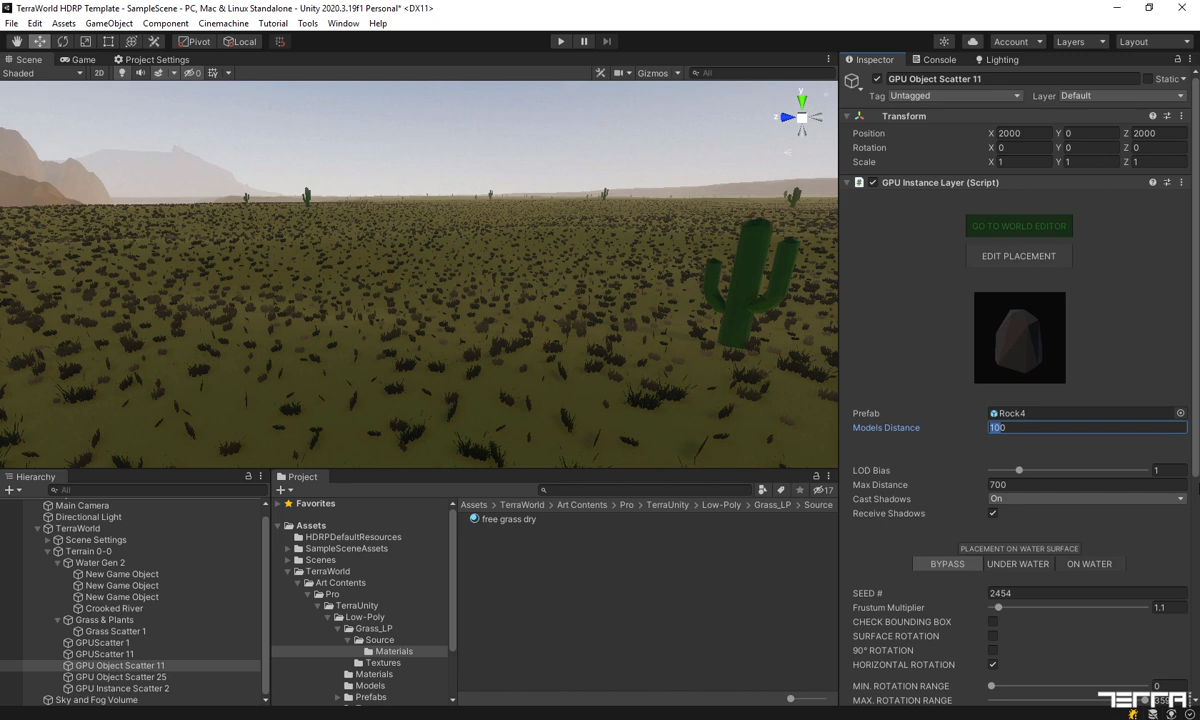 TerraWorld HDRP Template - SampleScene - PC, Mac & Linux Standalone - Unity 2020.3.19f1 Personal* <DX11>
File Edit Assets GameObject Component Cinemachine Tutorial Tools Window Help
Pivot Local Account Layers Layout
Scene Game Project Settings
Shaded 2D 0 Gizmos All
y
z
Inspector Console Lighting
GPU Object Scatter 11 Static
Tag Untagged Layer Default
Transform
Position X 2000 Y 0 Z 2000
Rotation X 0 Y 0 Z 0
Scale X 1 Y 1 Z 1
GPU Instance Layer (Script)
GO TO WORLD EDITOR
EDIT PLACEMENT
Prefab Rock4
Models Distance 100
LOD Bias 1
Max Distance 700
Cast Shadows On
Receive Shadows
PLACEMENT ON WATER SURFACE
BYPASS UNDER WATER ON WATER
SEED # 2454
Frustum Multiplier 1.1
CHECK BOUNDING BOX
SURFACE ROTATION
90° ROTATION
HORIZONTAL ROTATION
MIN. ROTATION RANGE 0
MAX. ROTATION RANGE 359
TERRA
Hierarchy
All
Main Camera
Directional Light
TerraWorld
Scene Settings
Terrain 0-0
Water Gen 2
New Game Object
New Game Object
New Game Object
Crooked River
Grass & Plants
Grass Scatter 1
GPUScatter 1
GPUScatter 11
GPU Object Scatter 11
GPU Object Scatter 25
GPU Instance Scatter 2
Sky and Fog Volume
Project
17
Favorites
Assets
HDRPDefaultResources
SampleSceneAssets
Scenes
TerraWorld
Art Contents
Pro
TerraUnity
Low-Poly
Grass_LP
Source
Materials
Textures
Materials
Models
Prefabs
Assets > TerraWorld > Art Contents > Pro > TerraUnity > Low-Poly > Grass_LP > Source
free grass dry